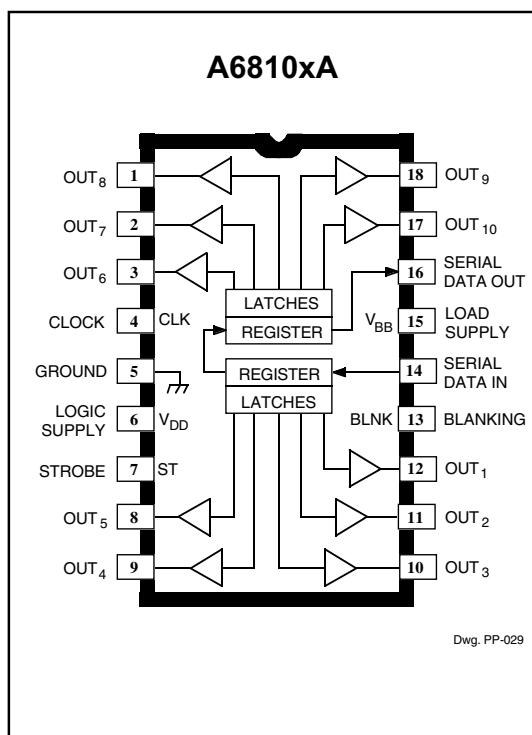 A6810xA
OUT8 1
OUT7 2
OUT6 3
CLOCK 4 CLK
GROUND 5
LOGIC
SUPPLY 6 VDD
STROBE 7 ST
OUT5 8
OUT4 9
LATCHES
REGISTER
REGISTER
LATCHES
18 OUT9
17 OUT10
16 SERIAL
DATA OUT
VBB 15 LOAD
SUPPLY
14 SERIAL
DATA IN
BLNK 13 BLANKING
12 OUT1
11 OUT2
10 OUT3
Dwg. PP-029